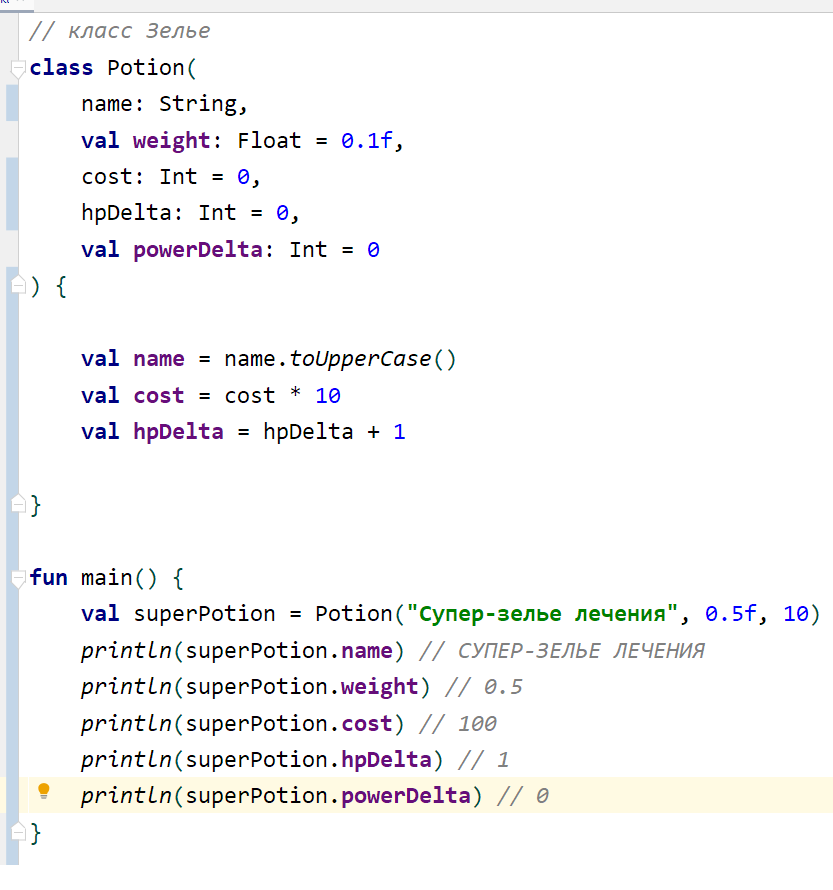 // класс Зелье
class Potion(
    name: String,
    val weight: Float = 0.1f,
    cost: Int = 0,
    hpDelta: Int = 0,
    val powerDelta: Int = 0
) {
    val name = name.toUpperCase()
    val cost = cost * 10
    val hpDelta = hpDelta + 1
}
fun main() {
    val superPotion = Potion("Супер-зелье лечения", 0.5f, 10)
    println(superPotion.name) // СУПЕР-ЗЕЛЬЕ ЛЕЧЕНИЯ
    println(superPotion.weight) // 0.5
    println(superPotion.cost) // 100
    println(superPotion.hpDelta) // 1
    println(superPotion.powerDelta) // 0
}